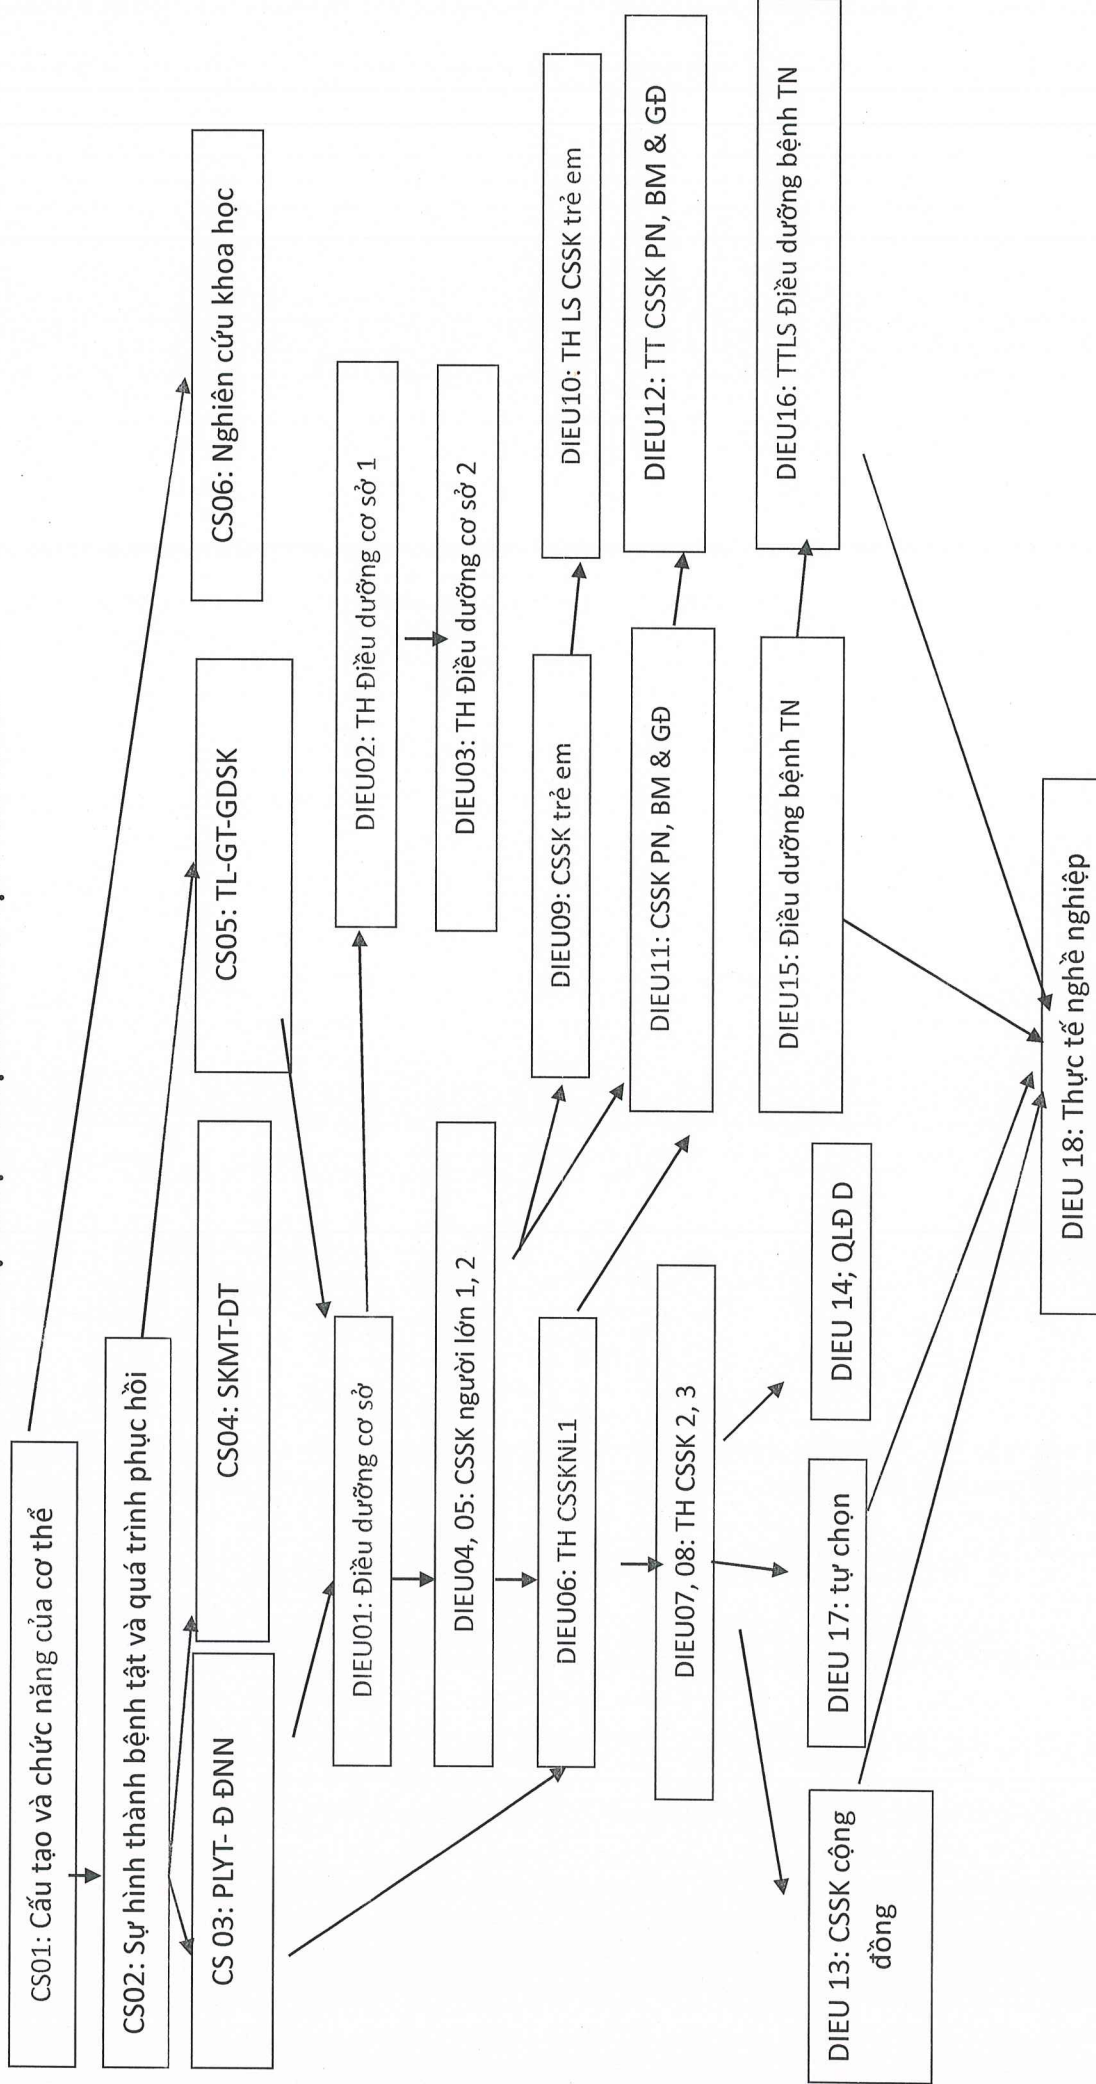 CS01: Cấu tạo và chức năng của cơ thể
CS02: Sự hình thành bệnh tật và quá trình phục hồi
CS 03: PLYT- Đ ĐNN
CS04: SKMT-DT
CS05: TL-GT-GDSK
CS06: Nghiên cứu khoa học
DIEU01: Điều dưỡng cơ sở
DIEU02: TH Điều dưỡng cơ sở 1
DIEU04, 05: CSSK người lớn 1, 2
DIEU03: TH Điều dưỡng cơ sở 2
DIEU06: TH CSSKNL1
DIEU09: CSSK trẻ em
DIEU10: TH LS CSSK trẻ em
DIEU07, 08: TH CSSK 2, 3
DIEU11: CSSK PN, BM & GĐ
DIEU12: TT CSSK PN, BM & GĐ
DIEU 13: CSSK cộng
đồng
DIEU 17: tự chọn
DIEU 14; QLĐ D
DIEU15: Điều dưỡng bệnh TN
DIEU16: TTLS Điều dưỡng bệnh TN
DIEU 18: Thực tế nghề nghiệp